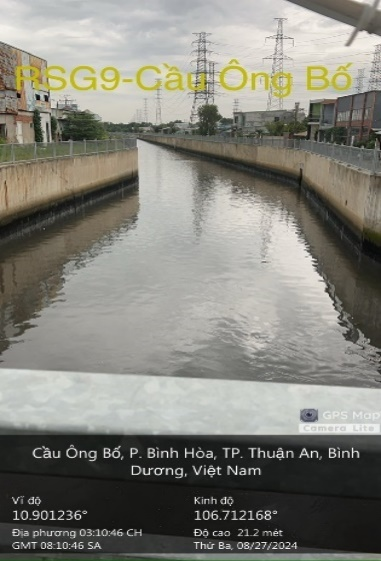 RSG9-Cầu Ông Bố
GPS Map
Camera Lite
Cầu Ông Bố, P. Bình Hòa, TP. Thuận An, Bình
Dương, Việt Nam
Vĩ độ
10.901236°
Kinh độ
106.712168°
Địa phương 03:10:46 CH
GMT 08:10:46 SA
Độ cao 21.2 mét
Thứ Ba, 08/27/2024